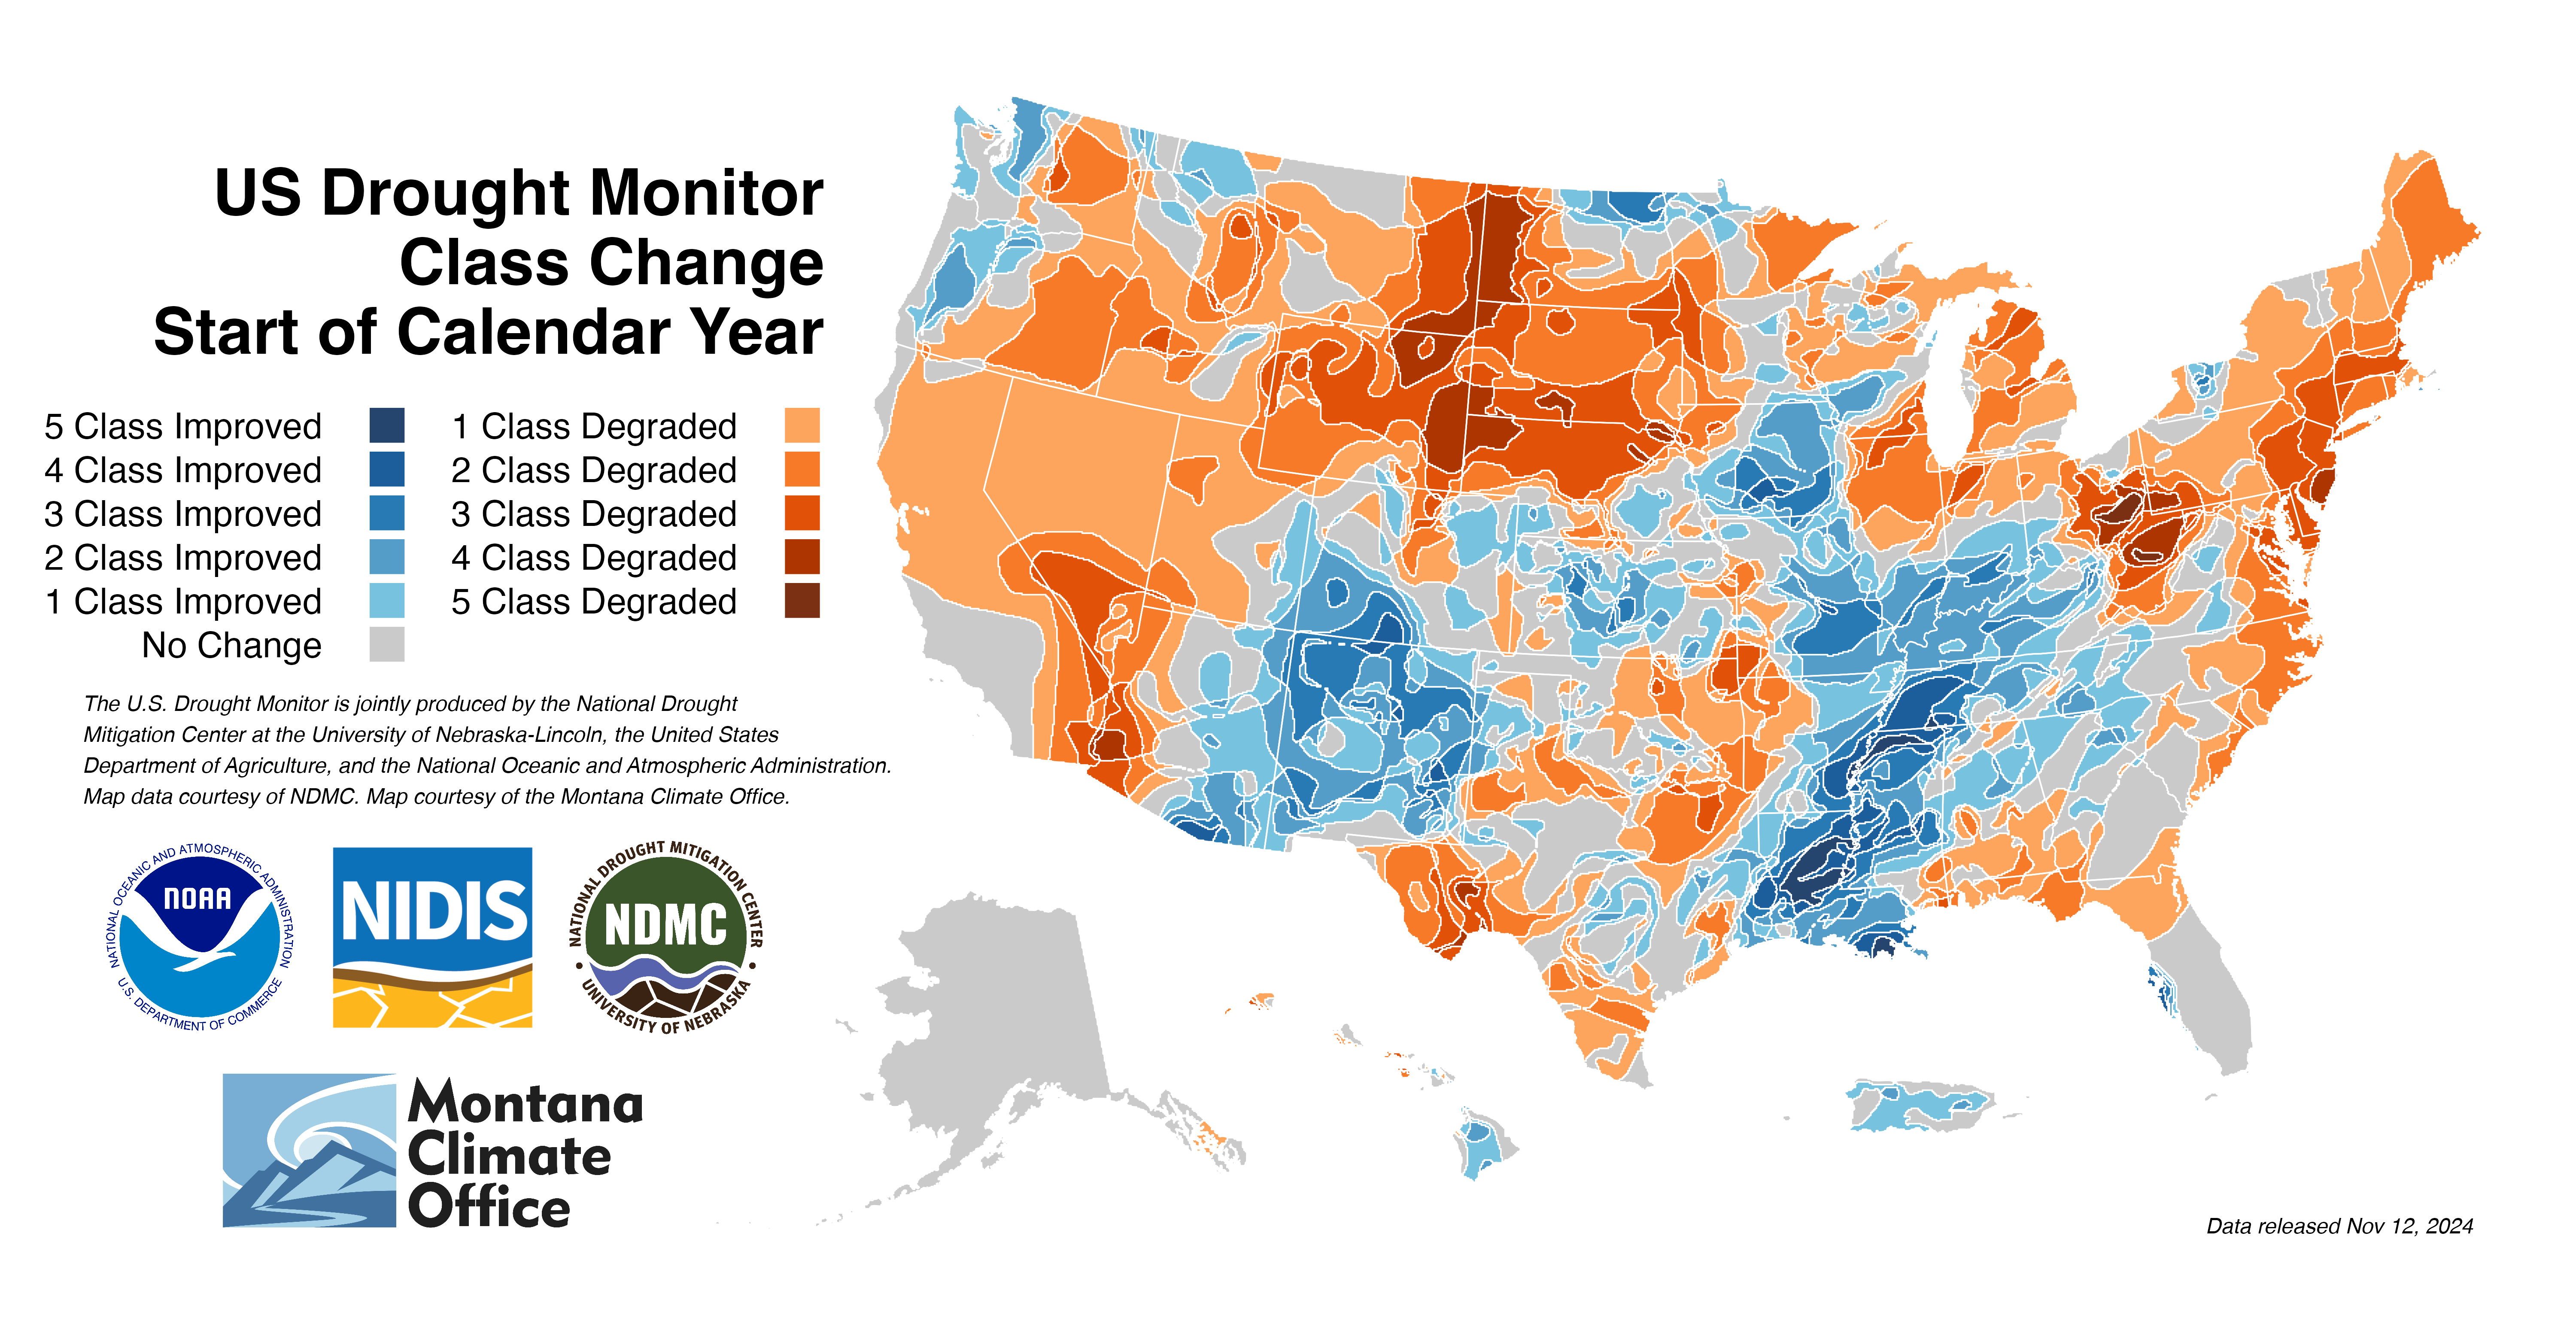 US Drought Monitor
Class Change
Start of Calendar Year
5 Class Improved
4 Class Improved
3 Class Improved
2 Class Improved
1 Class Improved
No Change
1 Class Degraded
2 Class Degraded
3 Class Degraded
4 Class Degraded
5 Class Degraded
The U.S. Drought Monitor is jointly produced by the National Drought
Mitigation Center at the University of Nebraska-Lincoln, the United States
Department of Agriculture, and the National Oceanic and Atmospheric Administration.
Map data courtesy of NDMC. Map courtesy of the Montana Climate Office.
NATIONAL OCEANIC AND ATMOSPHERIC ADMINISTRATION
NOAA
U.S. DEPARTMENT OF COMMERCE
NIDIS
NATIONAL DROUGHT MITIGATION CENTER
NDMC
UNIVERSITY OF NEBRASKA
Montana
Climate
Office
Data released Nov 12, 2024